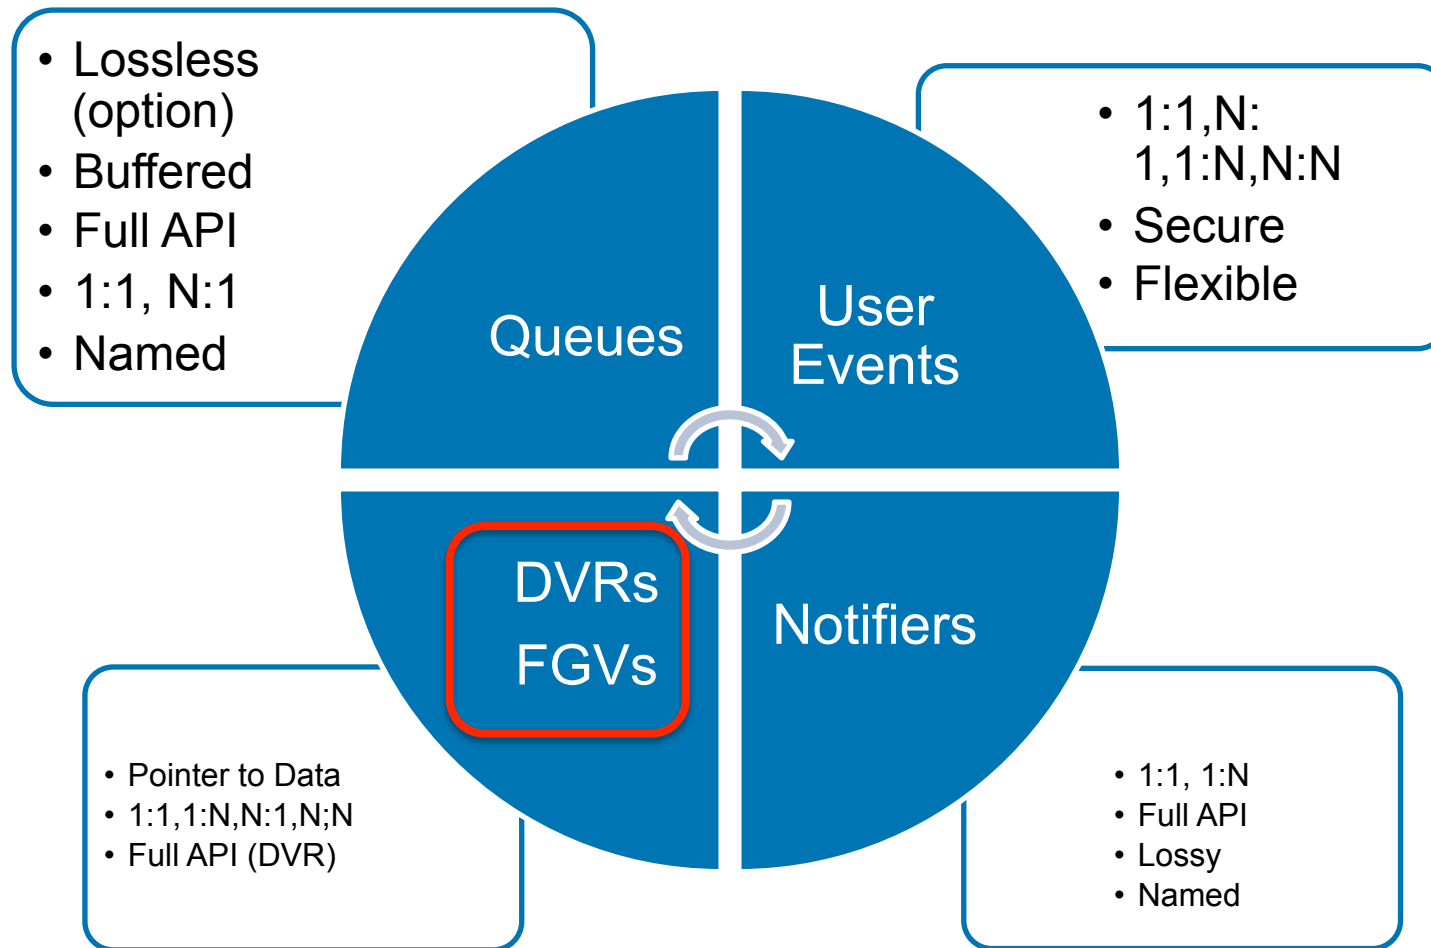 • Lossless
(option)
• Buffered
• Full API
• 1:1, N:1
• Named
• 1:1,N:
1,1:N,N:N
• Secure
• Flexible
Queues
User
Events
DVRs
FGVs
Notifiers
• Pointer to Data
• 1:1,1:N,N:1,N;N
• Full API (DVR)
• 1:1, 1:N
• Full API
• Lossy
• Named